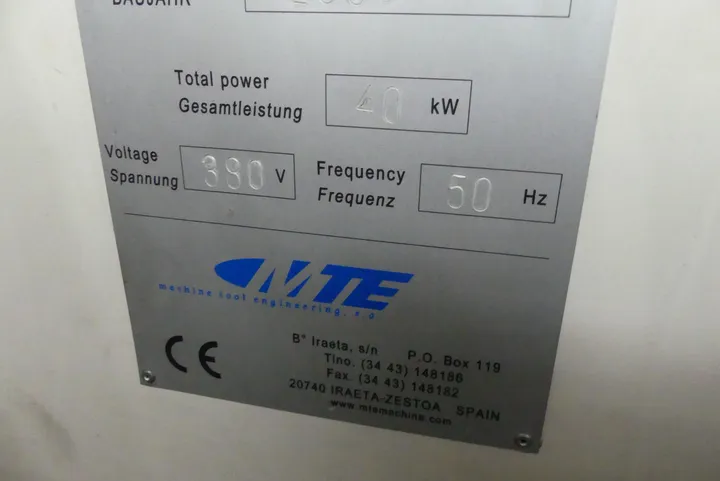 BAUJAHR
Total power
Gesamtleistung
40 kW
Voltage
Spannung
380 V
Frequency
Frequenz
50 Hz
MTE
machine tool engineering, s.a
B° Iraeta, s/n P.O. Box 119
Tlno. (34 43) 148186
Fax. (34 43) 148182
20740 IRAETA-ZESTOA SPAIN
www.mtemachine.com
CE